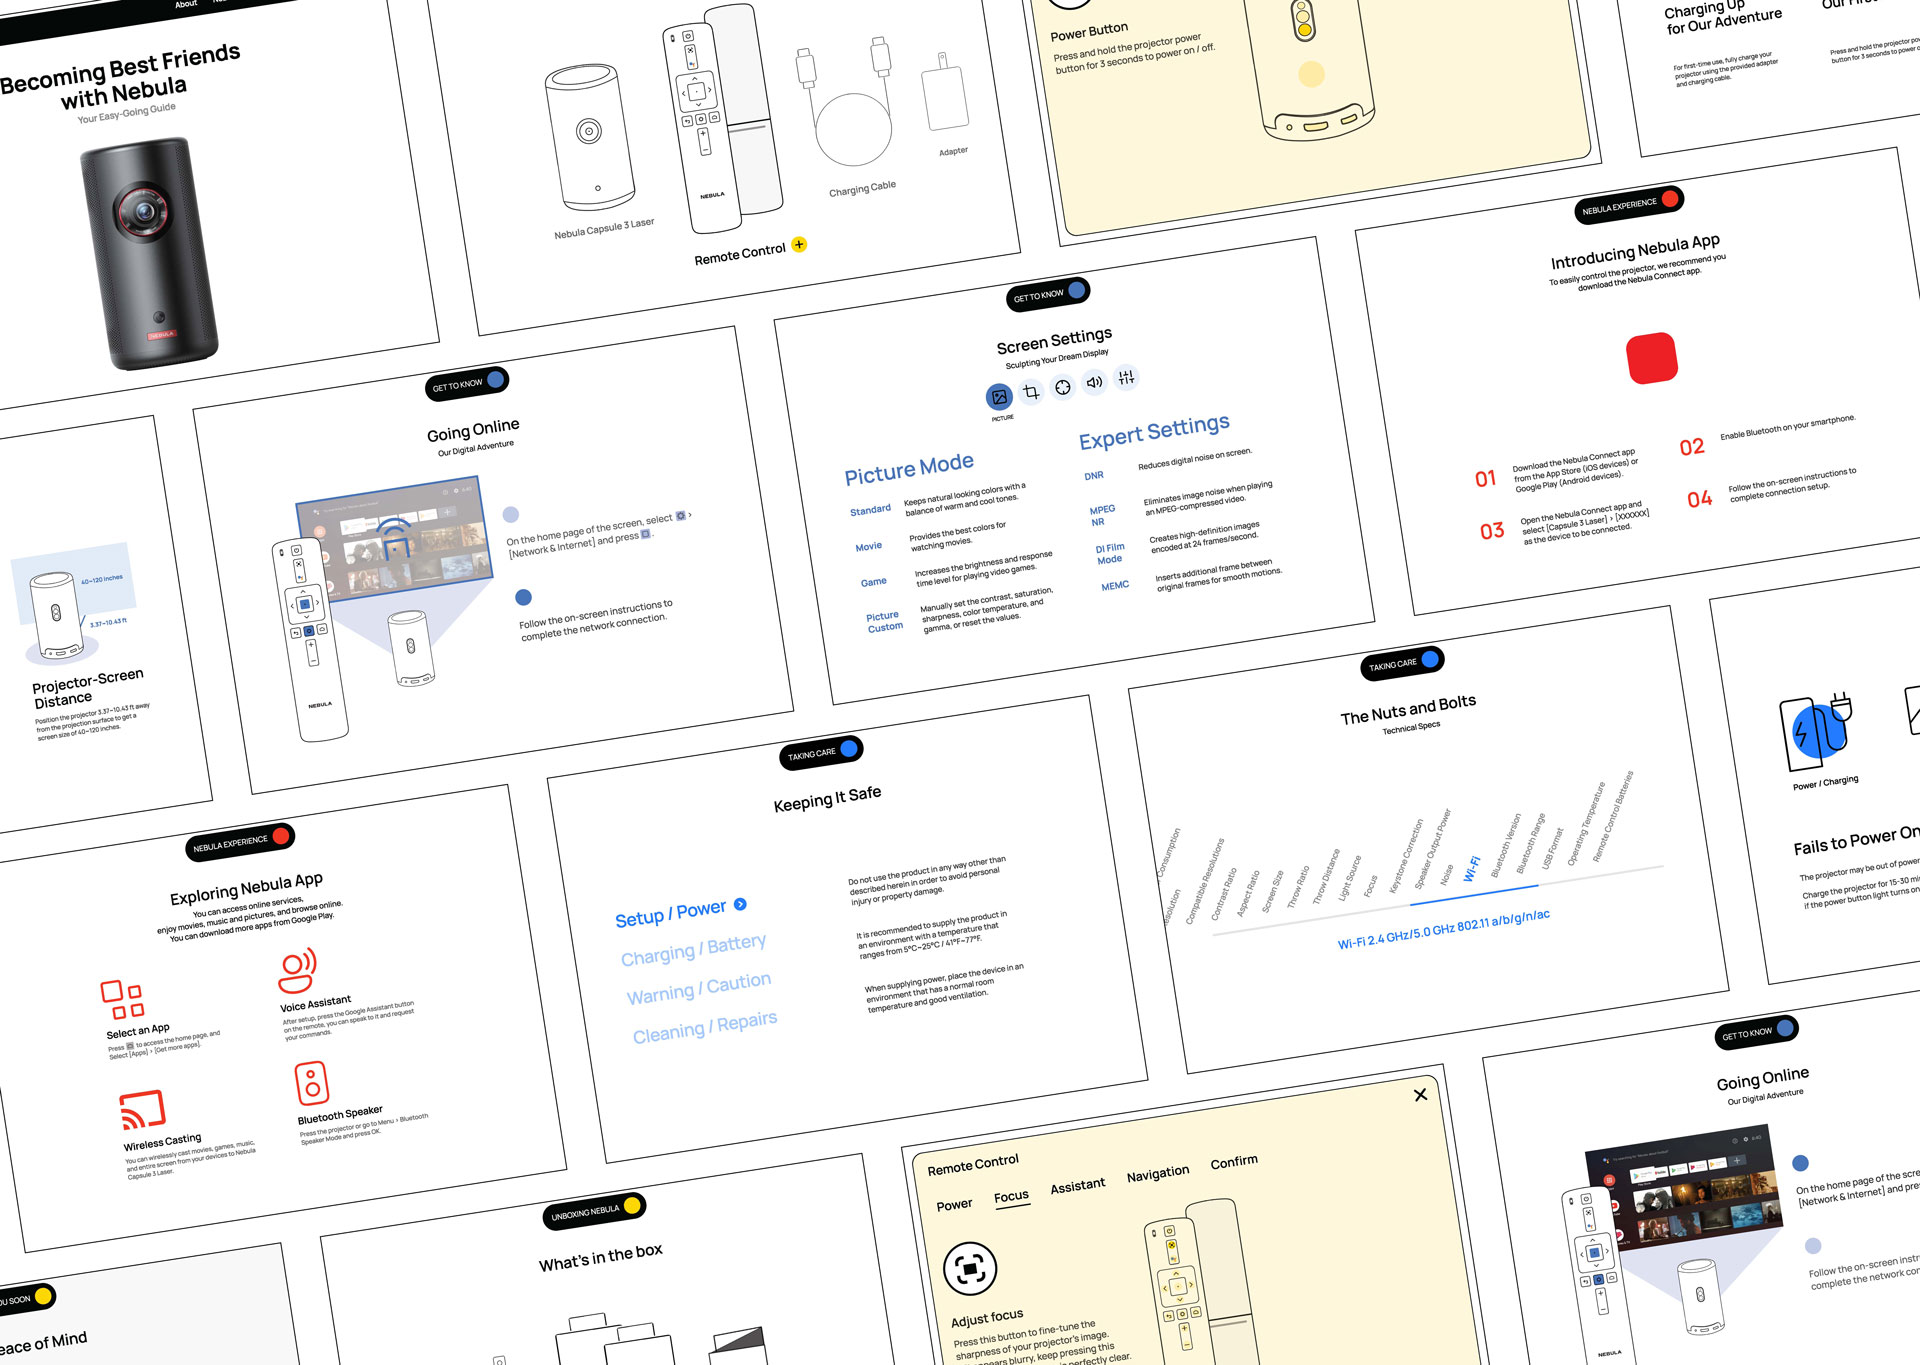 About
Becoming Best Friends
with Nebula
Your Easy-Going Guide
NEBULA
Nebula Capsule 3 Laser
NEBULA
Remote Control
Charging Cable
Adapter
Power Button
Press and hold the projector power
button for 3 seconds to power on / off.
Charging Up
for Our Adventure
For first-time use, fully charge your
projector using the provided adapter
and charging cable.
Press and hold the projector
button for 3 seconds to power
40~120 inches
3.37~10.43 ft
Projector-Screen
Distance
Position the projector 3.37~10.43 ft away
from the projection surface to get a
screen size of 40~120 inches.
GET TO KNOW
Going Online
Our Digital Adventure
On the home page of the screen, select >
[Network & Internet] and press .
Follow the on-screen instructions to
complete the network connection.
NEBULA
GET TO KNOW
Screen Settings
Sculpting Your Dream Display
PICTURE
Picture Mode
Standard
Keeps natural looking colors with a
balance of warm and cool tones.
Movie
Provides the best colors for
watching movies.
Game
Increases the brightness and response
time level for playing video games.
Picture
Custom
Manually set the contrast, saturation,
sharpness, color temperature, and
gamma, or reset the values.
Expert Settings
DNR
Reduces digital noise on screen.
MPEG
NR
Eliminates image noise when playing
an MPEG-compressed video.
DI Film
Mode
Creates high-definition images
encoded at 24 frames/second.
MEMC
Inserts additional frame between
original frames for smooth motions.
NEBULA EXPERIENCE
Introducing Nebula App
To easily control the projector, we recommend you
download the Nebula Connect app.
01
Download the Nebula Connect app
from the App Store (iOS devices) or
Google Play (Android devices).
02
Enable Bluetooth on your smartphone.
03
Open the Nebula Connect app and
select [Capsule 3 Laser] > [XXXXXX]
as the device to be connected.
04
Follow the on-screen instructions to
complete connection setup.
NEBULA EXPERIENCE
Exploring Nebula App
You can access online services,
enjoy movies, music and pictures, and browse online.
You can download more apps from Google Play.
Select an App
Press to access the home page, and
Select [Apps] > [Get more apps].
Voice Assistant
After setup, press the Google Assistant button
on the remote, you can speak to it and request
your commands.
Wireless Casting
You can wirelessly cast movies, games, music,
and entire screen from your devices to Nebula
Capsule 3 Laser.
Bluetooth Speaker
Press the projector or go to Menu > Bluetooth
Speaker Mode and press OK.
TAKING CARE
Keeping It Safe
Setup / Power
Charging / Battery
Warning / Caution
Cleaning / Repairs
Do not use the product in any way other than
described herein in order to avoid personal
injury or property damage.
It is recommended to supply the product in
an environment with a temperature that
ranges from 5°C~25°C / 41°F~77°F.
When supplying power, place the device in an
environment that has a normal room
temperature and good ventilation.
TAKING CARE
The Nuts and Bolts
Technical Specs
Consumption
Compatible Resolutions
Contrast Ratio
Aspect Ratio
Screen Size
Throw Ratio
Throw Distance
Light Source
Focus
Keystone Correction
Speaker Output Power
Noise
Wi-Fi
Bluetooth Version
Bluetooth Range
USB Format
Operating Temperature
Remote Control Batteries
Wi-Fi 2.4 GHz/5.0 GHz 802.11 a/b/g/n/ac
Power / Charging
Fails to Power On
The projector may be out of power
Charge the projector for 15-30
if the power button light turns on
SOON
Peace of Mind
UNBOXING NEBULA
What's in the box
Remote Control
Power
Focus
Assistant
Navigation
Confirm
Adjust focus
Press this button to fine-tune the
sharpness of your projector's image.
blurry, keep pressing this
perfectly clear.
GET TO KNOW
Going Online
Our Digital Adventure
On the home page of the
[Network & Internet] and
Follow the on-screen
complete the network
NEBULA